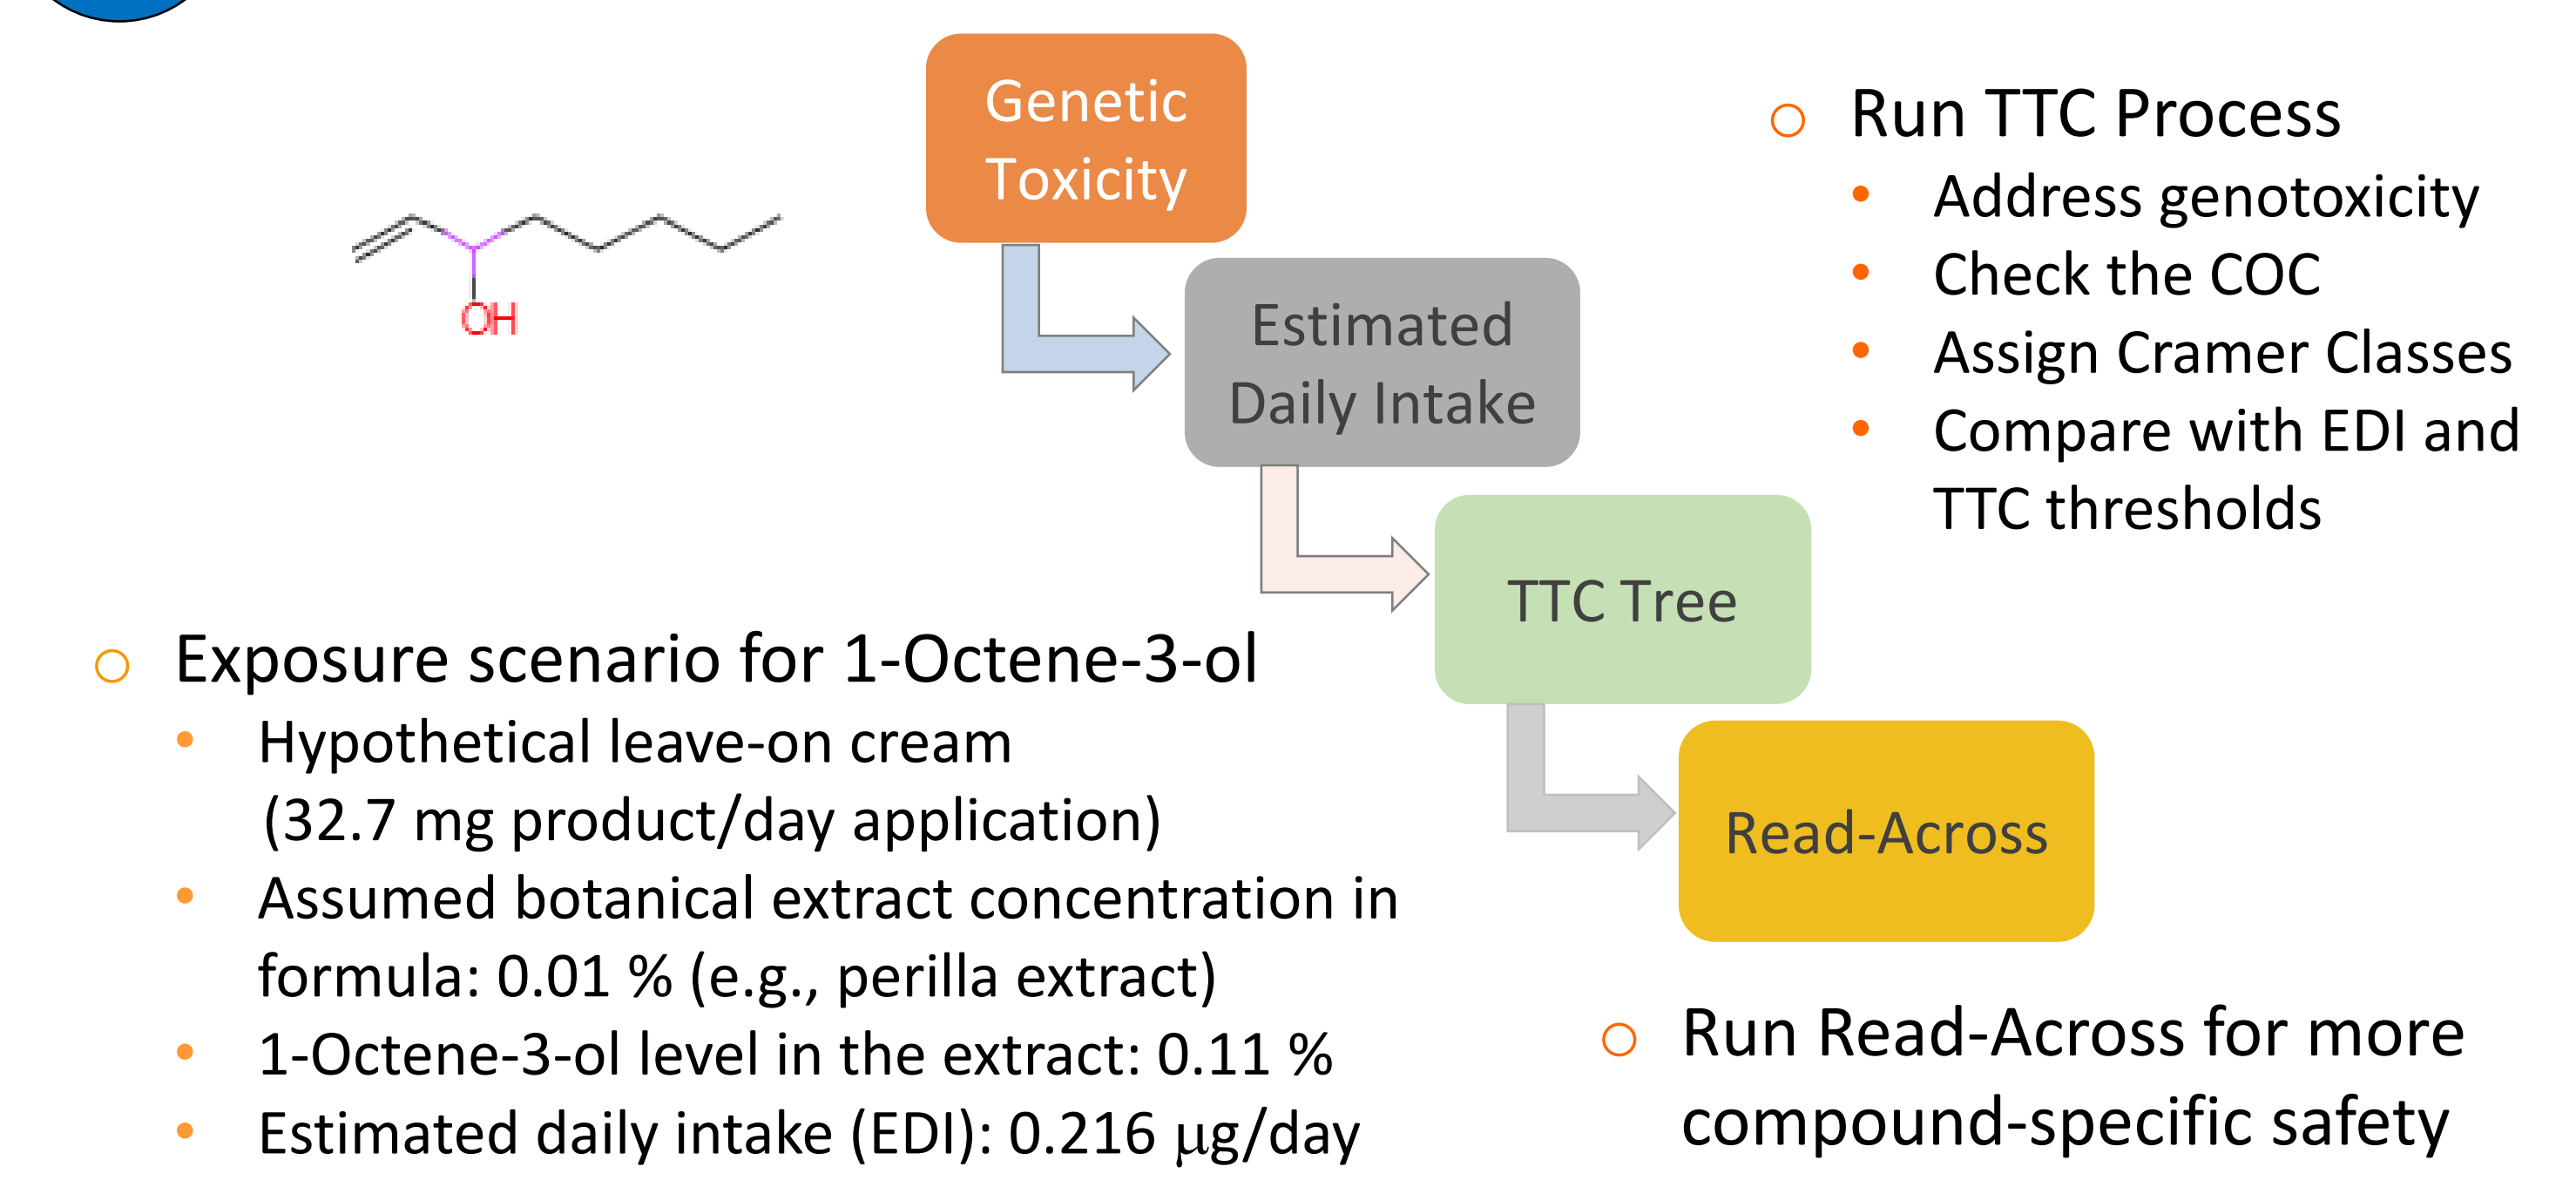 Genetic
Toxicity
Estimated
Daily Intake
TTC Tree
Read-Across
OH
○ Run TTC Process
• Address genotoxicity
• Check the COC
• Assign Cramer Classes
• Compare with EDI and
TTC thresholds
○ Exposure scenario for 1-Octene-3-ol
• Hypothetical leave-on cream
(32.7 mg product/day application)
• Assumed botanical extract concentration in
formula: 0.01 % (e.g., perilla extract)
• 1-Octene-3-ol level in the extract: 0.11 %
• Estimated daily intake (EDI): 0.216 μg/day
○ Run Read-Across for more
compound-specific safety